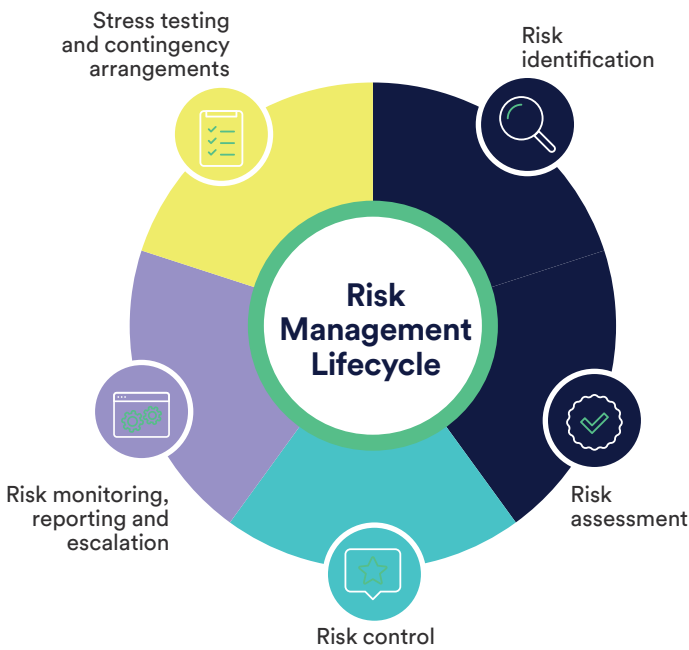 Stress testing
and contingency
arrangements
Risk
identification
Risk
Management
Lifecycle
Risk monitoring,
reporting and
escalation
Risk
assessment
Risk control